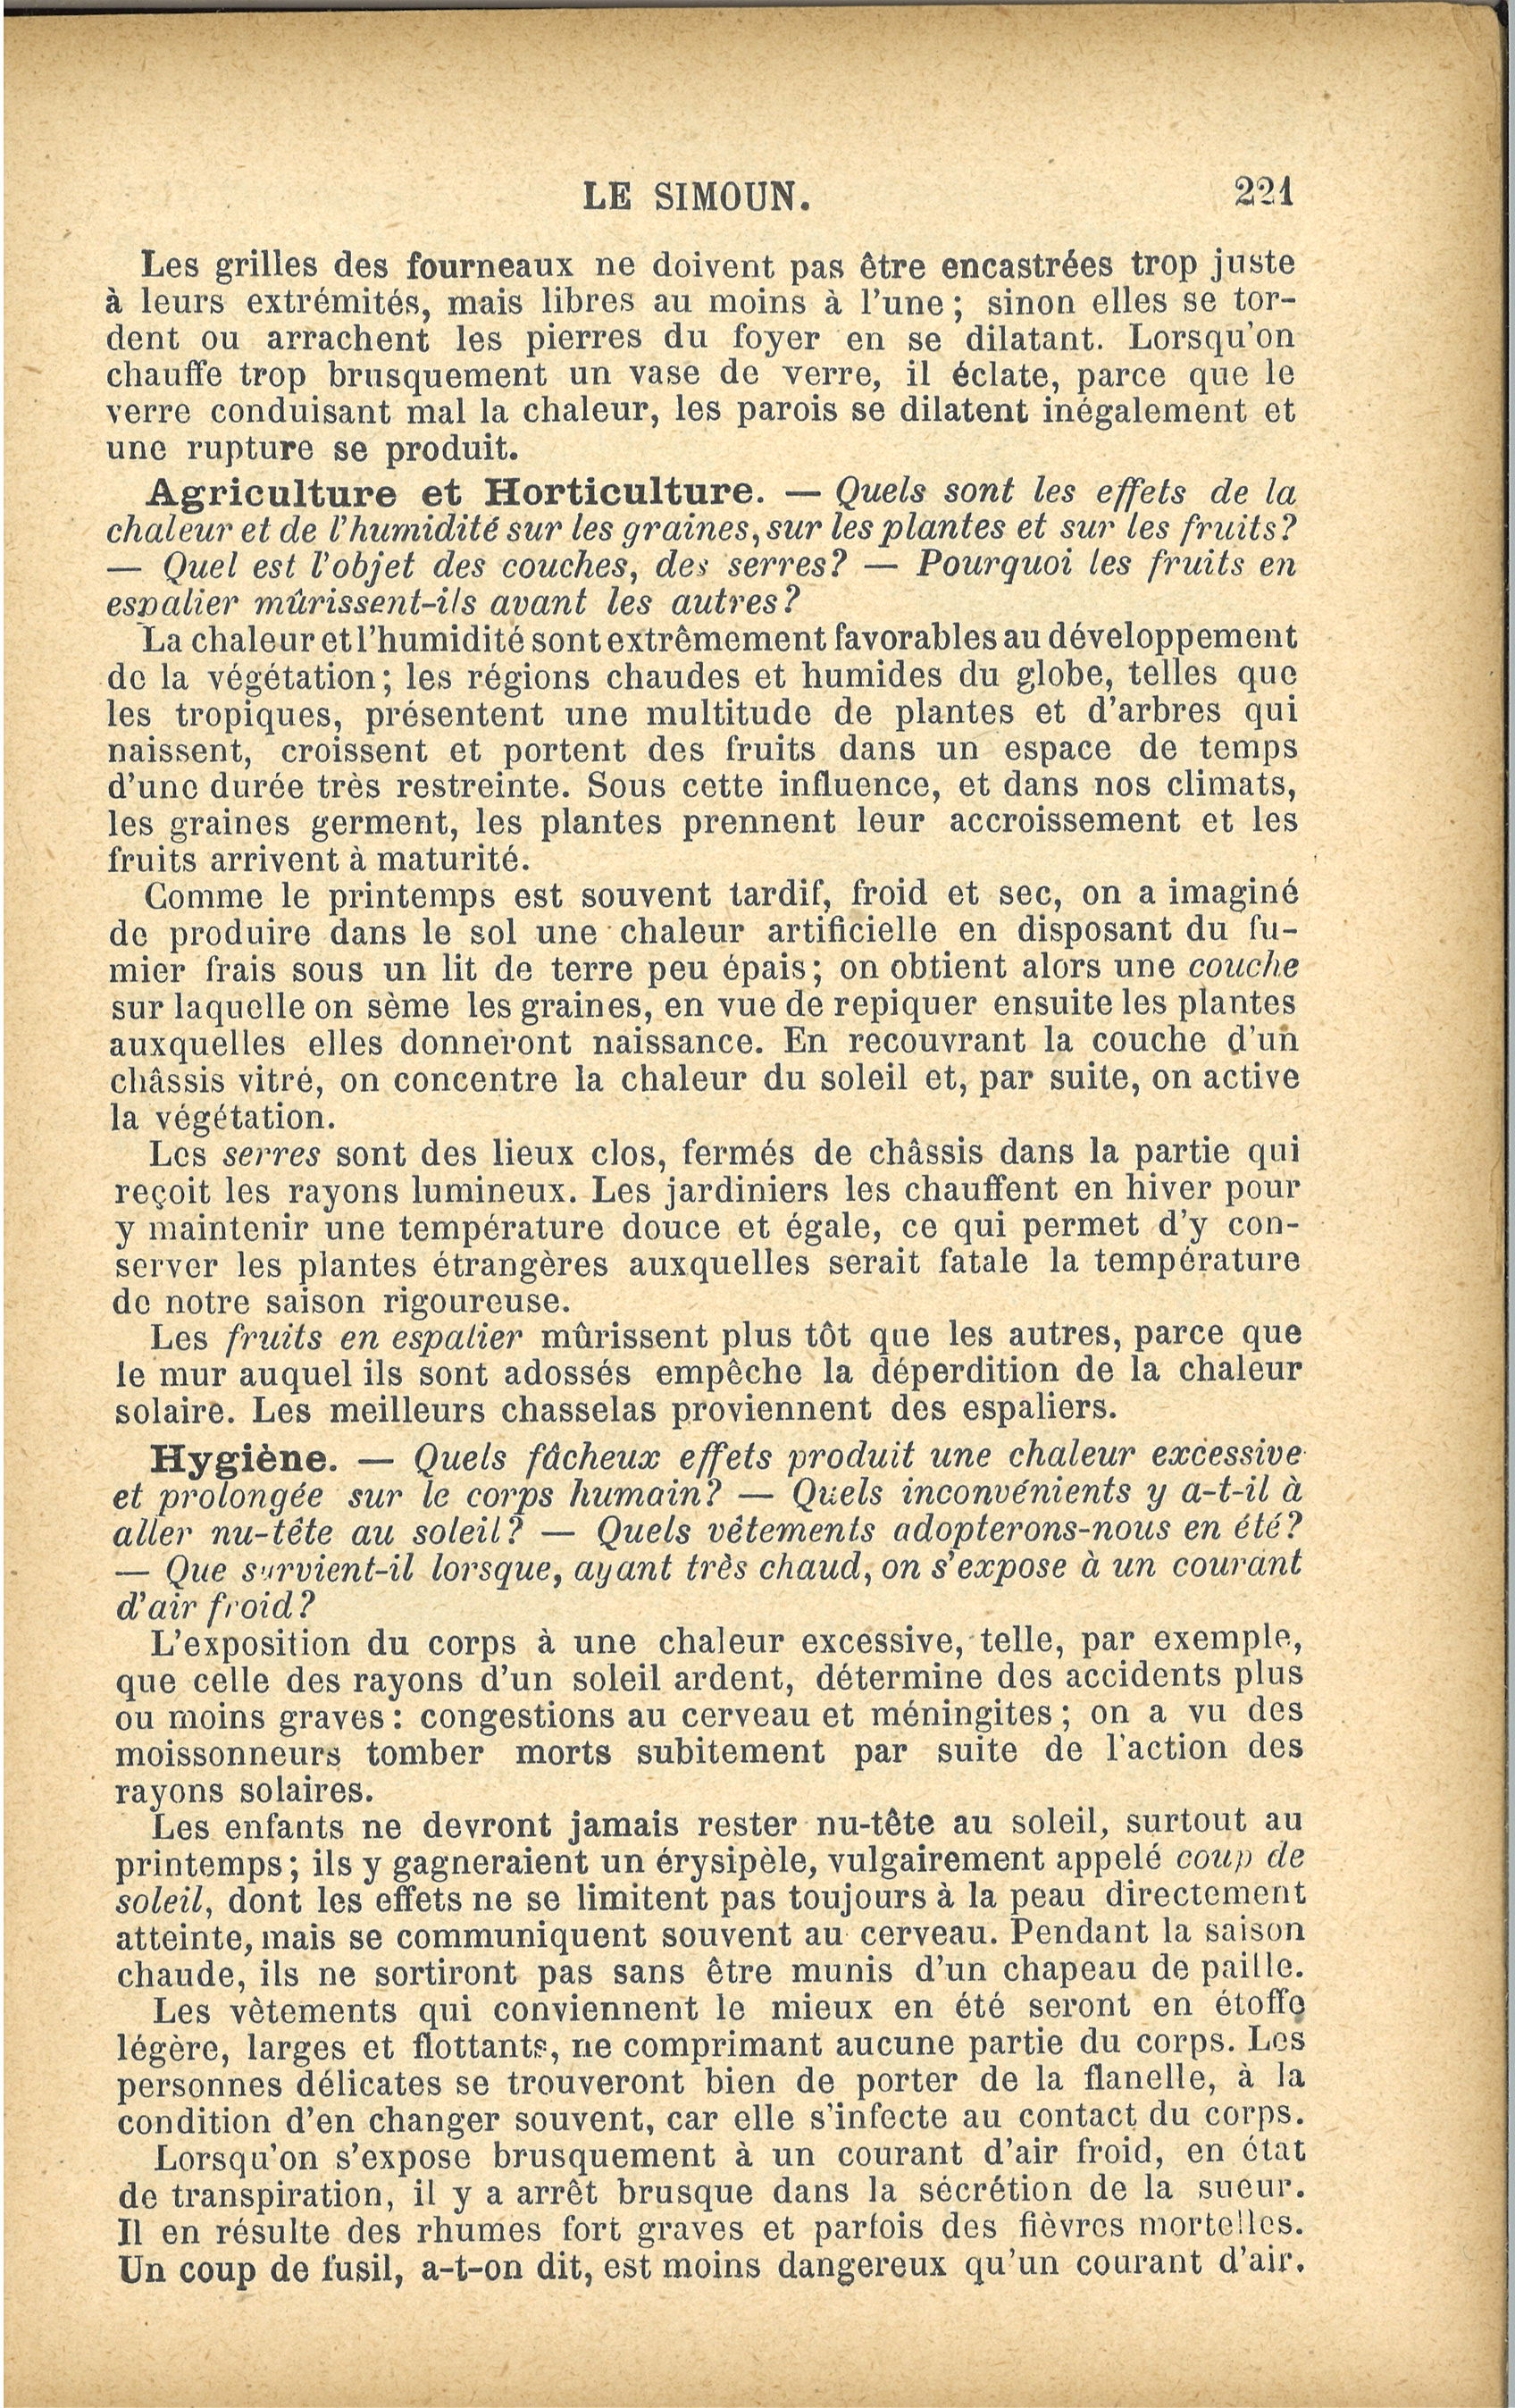 LE SIMOUN. 221
Les grilles des fourneaux ne doivent pas être encastrées trop juste
à leurs extrémités, mais libres au moins à l'une; sinon elles se tor-
dent ou arrachent les pierres du foyer en se dilatant. Lorsqu'on
chauffe trop brusquement un vase de verre, il éclate, parce que le
verre conduisant mal la chaleur, les parois se dilatent inégalement et
une rupture se produit.
Agriculture et Horticulture. — Quels sont les effets de la
chaleur et de l'humidité sur les graines, sur les plantes et sur les fruits?
— Quel est l'objet des couches, des serres? — Pourquoi les fruits en
espalier mûrissent-ils avant les autres?
La chaleur et l'humidité sont extrêmement favorables au développement
de la végétation; les régions chaudes et humides du globe, telles que
les tropiques, présentent une multitude de plantes et d'arbres qui
naissent, croissent et portent des fruits dans un espace de temps
d'une durée très restreinte. Sous cette influence, et dans nos climats,
les graines germent, les plantes prennent leur accroissement et les
fruits arrivent à maturité.
Comme le printemps est souvent tardif, froid et sec, on a imaginé
de produire dans le sol une chaleur artificielle en disposant du fu-
mier frais sous un lit de terre peu épais; on obtient alors une couche
sur laquelle on sème les graines, en vue de repiquer ensuite les plantes
auxquelles elles donneront naissance. En recouvrant la couche d'un
châssis vitré, on concentre la chaleur du soleil et, par suite, on active
la végétation.
Les serres sont des lieux clos, fermés de châssis dans la partie qui
reçoit les rayons lumineux. Les jardiniers les chauffent en hiver pour
y maintenir une température douce et égale, ce qui permet d'y con-
server les plantes étrangères auxquelles serait fatale la température
de notre saison rigoureuse.
Les fruits en espalier mûrissent plus tôt que les autres, parce que
le mur auquel ils sont adossés empêche la déperdition de la chaleur
solaire. Les meilleurs chasselas proviennent des espaliers.
Hygiène. — Quels fâcheux effets produit une chaleur excessive
et prolongée sur le corps humain? — Quels inconvénients y a-t-il à
aller nu-tête au soleil? — Quels vêtements adopterons-nous en été?
— Que survient-il lorsque, ayant très chaud, on s'expose à un courant
d'air froid?
L'exposition du corps à une chaleur excessive, telle, par exemple,
que celle des rayons d'un soleil ardent, détermine des accidents plus
ou moins graves: congestions au cerveau et méningites; on a vu des
moissonneurs tomber morts subitement par suite de l'action des
rayons solaires.
Les enfants ne devront jamais rester nu-tête au soleil, surtout au
printemps; ils y gagneraient un érysipèle, vulgairement appelé coup de
soleil, dont les effets ne se limitent pas toujours à la peau directement
atteinte, mais se communiquent souvent au cerveau. Pendant la saison
chaude, ils ne sortiront pas sans être munis d'un chapeau de paille.
Les vêtements qui conviennent le mieux en été seront en étoffe
légère, larges et flottants, ne comprimant aucune partie du corps. Les
personnes délicates se trouveront bien de porter de la flanelle, à la
condition d'en changer souvent, car elle s'infecte au contact du corps.
Lorsqu'on s'expose brusquement à un courant d'air froid, en état
de transpiration, il y a arrêt brusque dans la sécrétion de la sueur.
Il en résulte des rhumes fort graves et parfois des fièvres mortelles.
Un coup de fusil, a-t-on dit, est moins dangereux qu'un courant d'air.